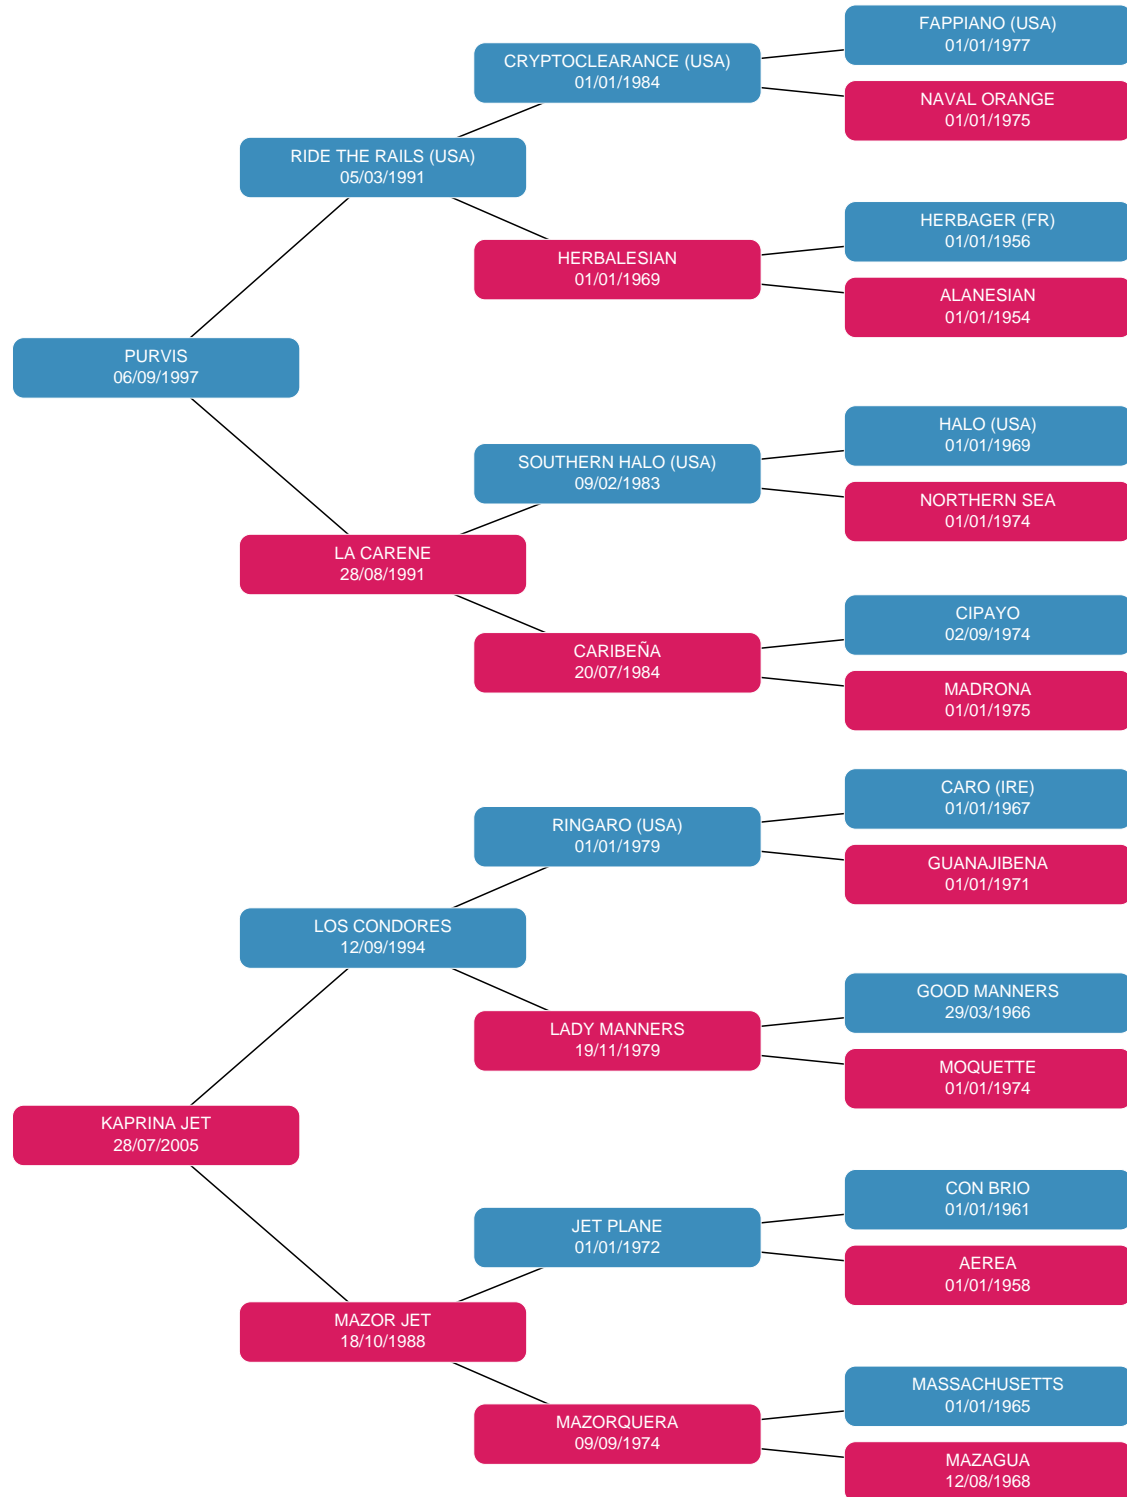 FAPPIANO (USA)
01/01/1977
CRYPTOCLEARANCE (USA)
01/01/1984
NAVAL ORANGE
01/01/1975
RIDE THE RAILS (USA)
05/03/1991
HERBAGER (FR)
01/01/1956
HERBALESIAN
01/01/1969
ALANESIAN
01/01/1954
PURVIS
06/09/1997
HALO (USA)
01/01/1969
SOUTHERN HALO (USA)
09/02/1983
NORTHERN SEA
01/01/1974
LA CARENE
28/08/1991
CIPAYO
02/09/1974
CARIBEÑA
20/07/1984
MADRONA
01/01/1975
CARO (IRE)
01/01/1967
RINGARO (USA)
01/01/1979
GUANAJIBENA
01/01/1971
LOS CONDORES
12/09/1994
GOOD MANNERS
29/03/1966
LADY MANNERS
19/11/1979
MOQUETTE
01/01/1974
KAPRINA JET
28/07/2005
CON BRIO
01/01/1961
JET PLANE
01/01/1972
AEREA
01/01/1958
MAZOR JET
18/10/1988
MASSACHUSETTS
01/01/1965
MAZORQUERA
09/09/1974
MAZAGUA
12/08/1968